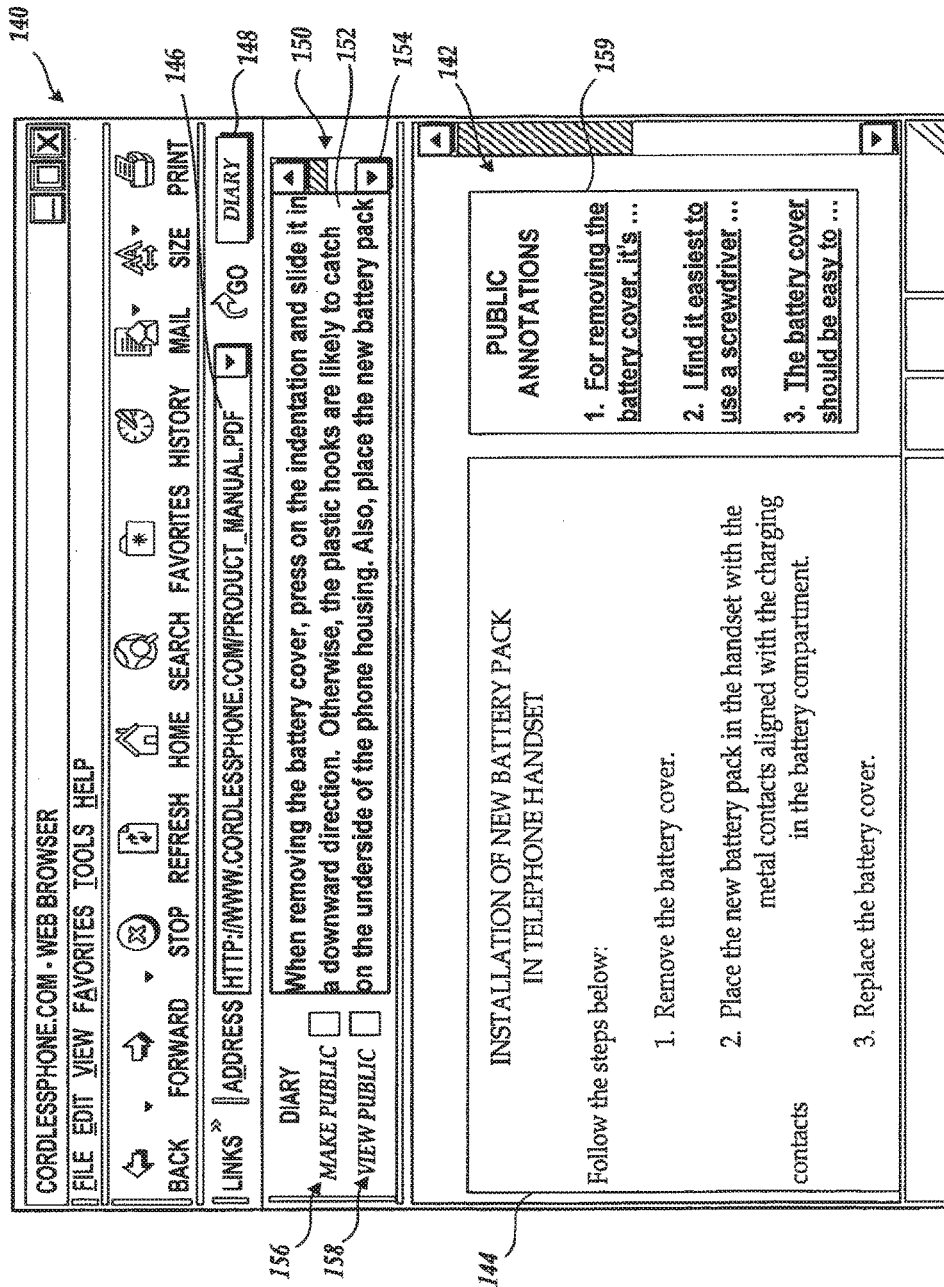 140
CORDLESSPHONE.COM - WEB BROWSER
FILE EDIT VIEW FAVORITES TOOLS HELP
BACK FORWARD STOP REFRESH HOME SEARCH FAVORITES HISTORY MAIL SIZE PRINT
146
LINKS » ADDRESS HTTP://WWW.CORDLESSPHONE.COM/PRODUCT_MANUAL.PDF GO DIARY
148
DIARY
156 MAKE PUBLIC
158 VIEW PUBLIC
When removing the battery cover, press on the indentation and slide it in
a downward direction. Otherwise, the plastic hooks are likely to catch
on the underside of the phone housing. Also, place the new battery pack
150
152
154
142
144
INSTALLATION OF NEW BATTERY PACK
IN TELEPHONE HANDSET
Follow the steps below:
1. Remove the battery cover.
2. Place the new battery pack in the handset with the
metal contacts aligned with the charging
contacts in the battery compartment.
3. Replace the battery cover.
159
PUBLIC
ANNOTATIONS
1. For removing the
battery cover. it's ...
2. I find it easiest to
use a screwdriver ...
3. The battery cover
should be easy to ...